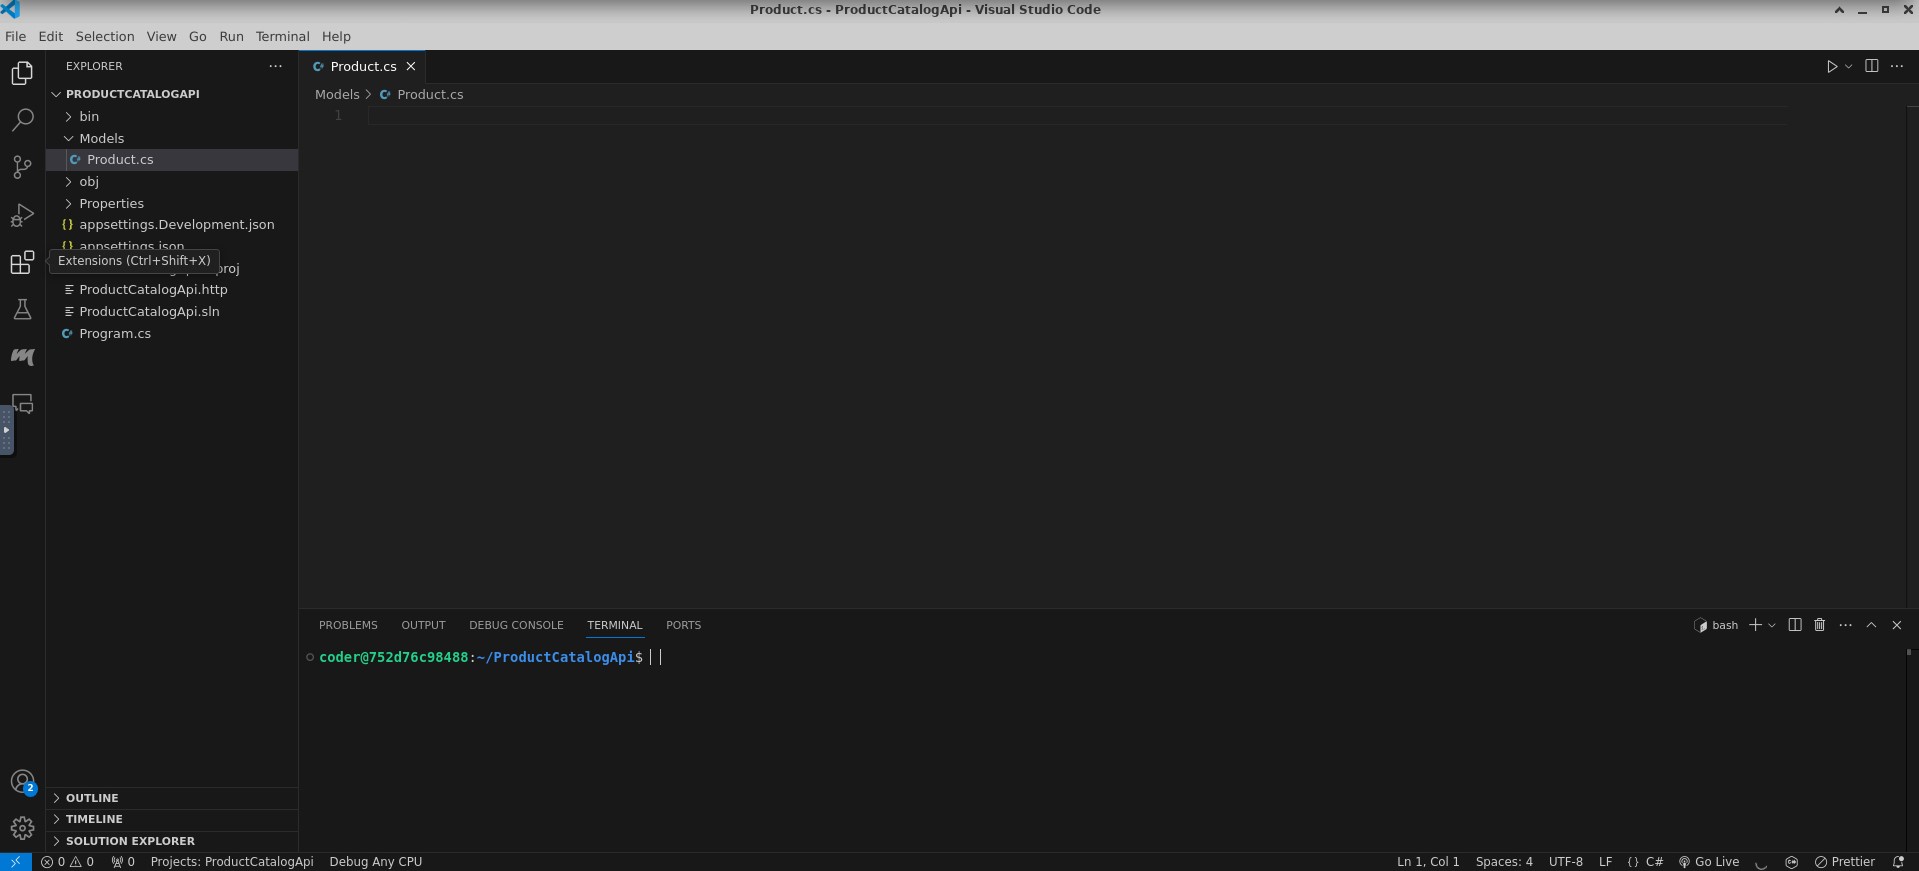 Product.cs - ProductCatalogApi - Visual Studio Code
File Edit Selection View Go Run Terminal Help
EXPLORER
PRODUCTCATALOGAPI
bin
Models
Product.cs
obj
Properties
appsettings.Development.json
appsettings.json
Extensions (Ctrl+Shift+X)
ProductCatalogApi.http
ProductCatalogApi.sln
Program.cs
OUTLINE
TIMELINE
SOLUTION EXPLORER
Product.cs
Models > Product.cs
1
PROBLEMS OUTPUT DEBUG CONSOLE TERMINAL PORTS
bash
coder@752d76c98488:~/ProductCatalogApi$
2
0 0 0 Projects: ProductCatalogApi Debug Any CPU
Ln 1, Col 1 Spaces: 4 UTF-8 LF {} C# Go Live Prettier